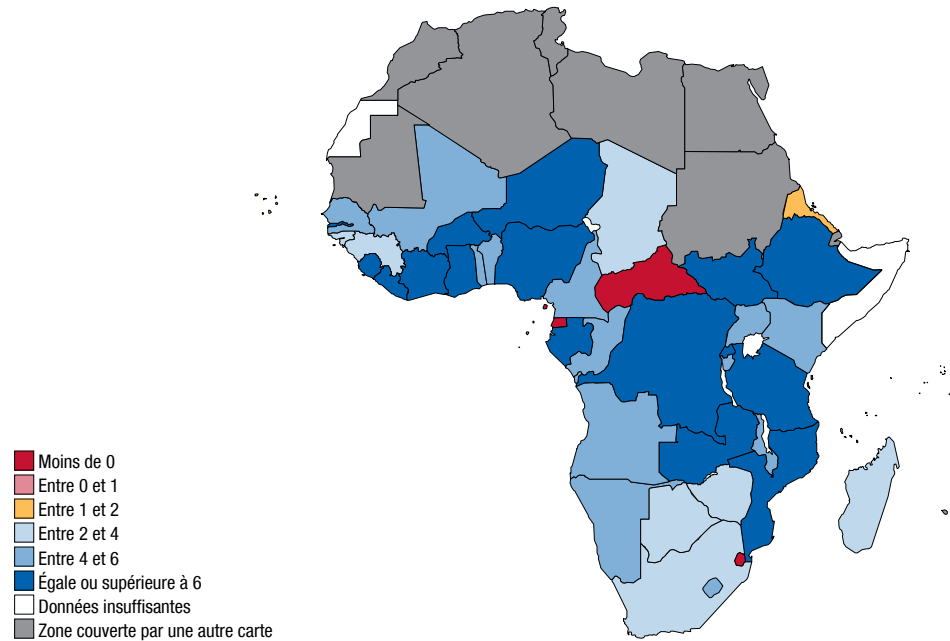 Moins de 0
Entre 0 et 1
Entre 1 et 2
Entre 2 et 4
Entre 4 et 6
Égale ou supérieure à 6
Données insuffisantes
Zone couverte par une autre carte